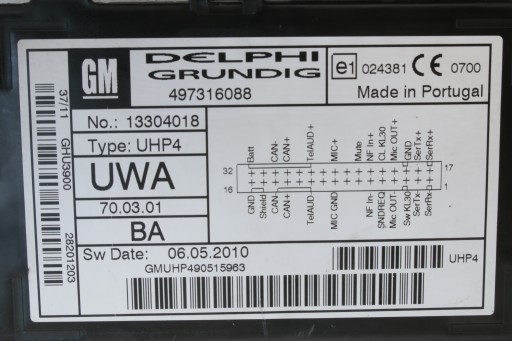 GM
DELPHI
GRUNDIG
497316088
e1 024381 CE 0700
Made in Portugal
37/11 GHU3900 28201203
No.: 13304018
Type: UHP4
UWA
70.03.01
BA
Batt CAN- CAN+ TelAUD+ MIC+ Mute NF In+ CL KL30 Mic OUT+ GND SerTx+ SerRx+
32 17
16 1
GND Shield CAN- CAN+ TelAUD- MIC GND NF In- SNDREQ Mic OUT- Sw KL30 SerTx- SerRx-
Sw Date: 06.05.2010
GMUHP490515963
UHP4